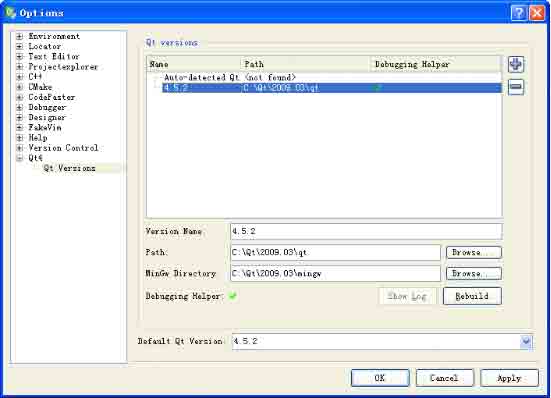 Options
Environment
Locator
Text Editor
Projectexplorer
C++
CMake
CodePaster
Debugger
Designer
FakeVim
Help
Version Control
Qt4
Qt Versions
Qt versions
Name Path Debugging Helper
Auto-detected Qt <not found>
4.5.2 C:\Qt\2009.03\qt
Version Name: 4.5.2
Path: C:\Qt\2009.03\qt Browse...
MinGw Directory: C:\Qt\2009.03\mingw Browse...
Debugging Helper: Show Log Rebuild
Default Qt Version: 4.5.2
OK Cancel Apply